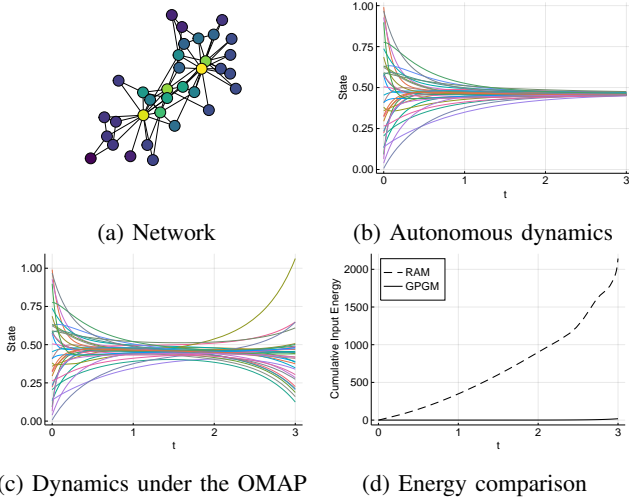 1.00
0.75
0.50
0.25
0.00
State
0 1 2 3
t
(a) Network
(b) Autonomous dynamics
1.00
0.75
0.50
0.25
0.00
State
0 1 2 3
t
2000
1500
1000
500
0
Cumulative Input Energy
RAM
GPGM
0 1 2 3
t
(c) Dynamics under the OMAP
(d) Energy comparison